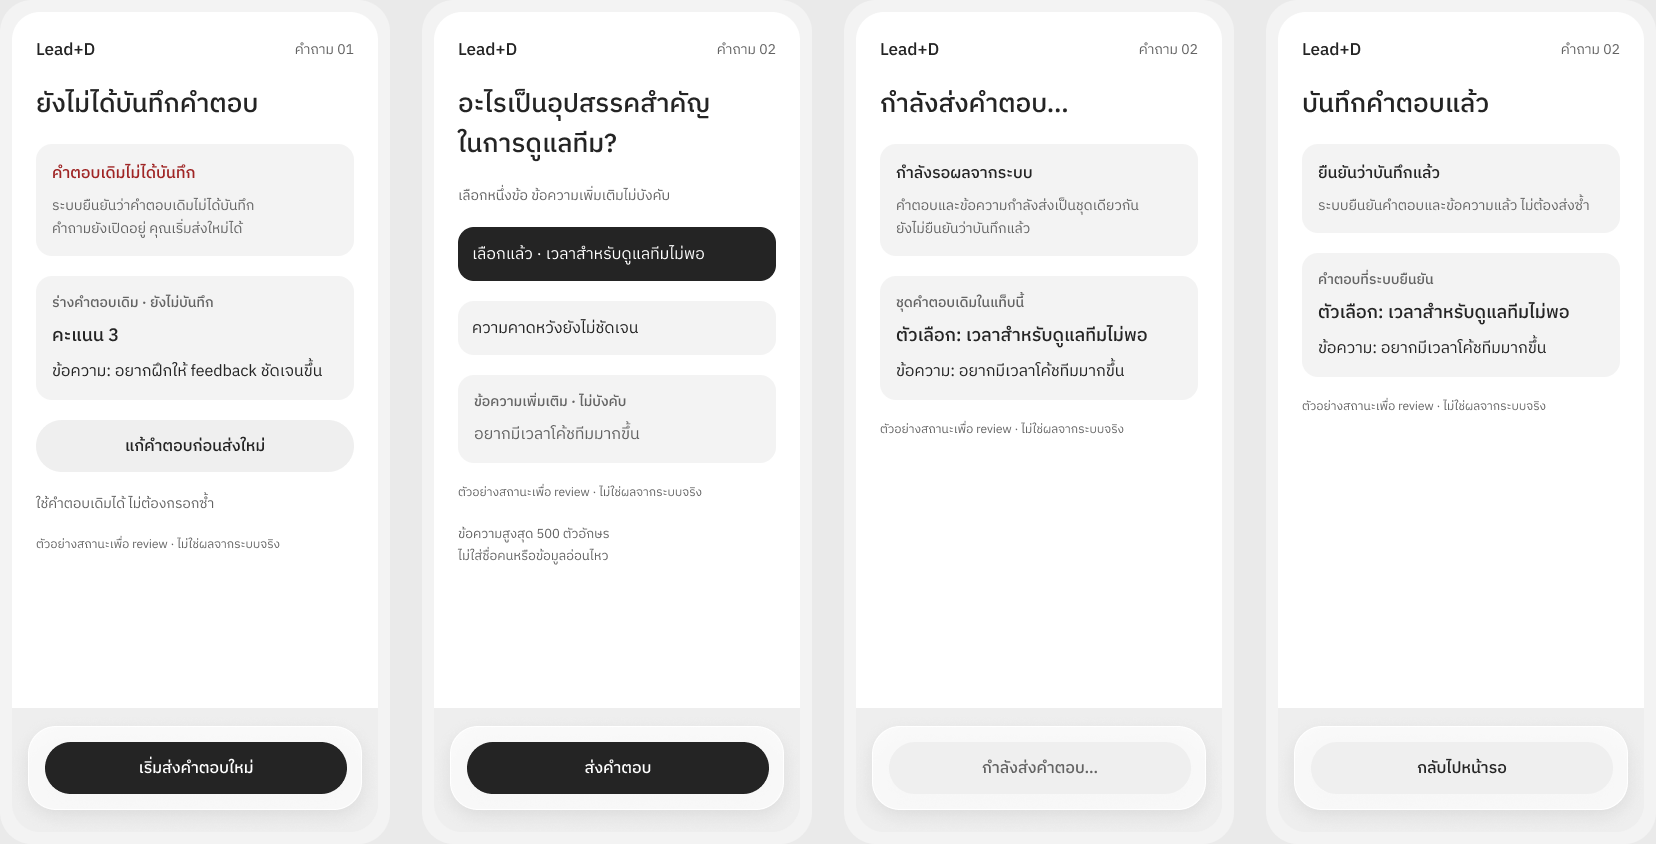 Lead+D
คำถาม 01
ยังไม่ได้บันทึกคำตอบ
คำตอบเดิมไม่ได้บันทึก
ระบบยืนยันว่าคำตอบเดิมไม่ได้บันทึก
คำถามยังเปิดอยู่ คุณเริ่มส่งใหม่ได้
ร่างคำตอบเดิม · ยังไม่บันทึก
คะแนน 3
ข้อความ: อยากฝึกให้ feedback ชัดเจนขึ้น
แก้คำตอบก่อนส่งใหม่
ใช้คำตอบเดิมได้ ไม่ต้องกรอกซ้ำ
ตัวอย่างสถานะเพื่อ review · ไม่ใช่ผลจากระบบจริง
เริ่มส่งคำตอบใหม่
Lead+D
คำถาม 02
อะไรเป็นอุปสรรคสำคัญ
ในการดูแลทีม?
เลือกหนึ่งข้อ ข้อความเพิ่มเติมไม่บังคับ
เลือกแล้ว · เวลาสำหรับดูแลทีมไม่พอ
ความคาดหวังยังไม่ชัดเจน
ข้อความเพิ่มเติม · ไม่บังคับ
อยากมีเวลาโค้ชทีมมากขึ้น
ตัวอย่างสถานะเพื่อ review · ไม่ใช่ผลจากระบบจริง
ข้อความสูงสุด 500 ตัวอักษร
ไม่ใส่ชื่อคนหรือข้อมูลอ่อนไหว
ส่งคำตอบ
Lead+D
คำถาม 02
กำลังส่งคำตอบ...
กำลังรอผลจากระบบ
คำตอบและข้อความกำลังส่งเป็นชุดเดียวกัน
ยังไม่ยืนยันว่าบันทึกแล้ว
ชุดคำตอบเดิมในแท็บนี้
ตัวเลือก: เวลาสำหรับดูแลทีมไม่พอ
ข้อความ: อยากมีเวลาโค้ชทีมมากขึ้น
ตัวอย่างสถานะเพื่อ review · ไม่ใช่ผลจากระบบจริง
กำลังส่งคำตอบ...
Lead+D
คำถาม 02
บันทึกคำตอบแล้ว
ยืนยันว่าบันทึกแล้ว
ระบบยืนยันคำตอบและข้อความแล้ว ไม่ต้องส่งซ้ำ
คำตอบที่ระบบยืนยัน
ตัวเลือก: เวลาสำหรับดูแลทีมไม่พอ
ข้อความ: อยากมีเวลาโค้ชทีมมากขึ้น
ตัวอย่างสถานะเพื่อ review · ไม่ใช่ผลจากระบบจริง
กลับไปหน้ารอ